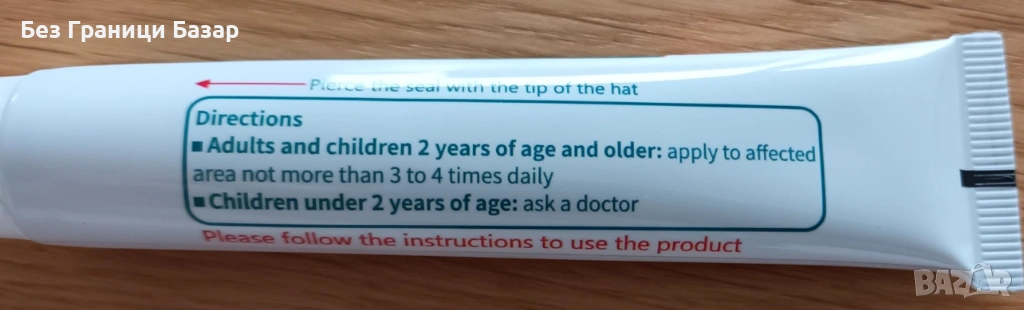 Без Граници Базар
Pierce the seal with the tip of the hat
Directions
■ Adults and children 2 years of age and older: apply to affected
area not more than 3 to 4 times daily
■ Children under 2 years of age: ask a doctor
Please follow the instructions to use the product
BAZAR